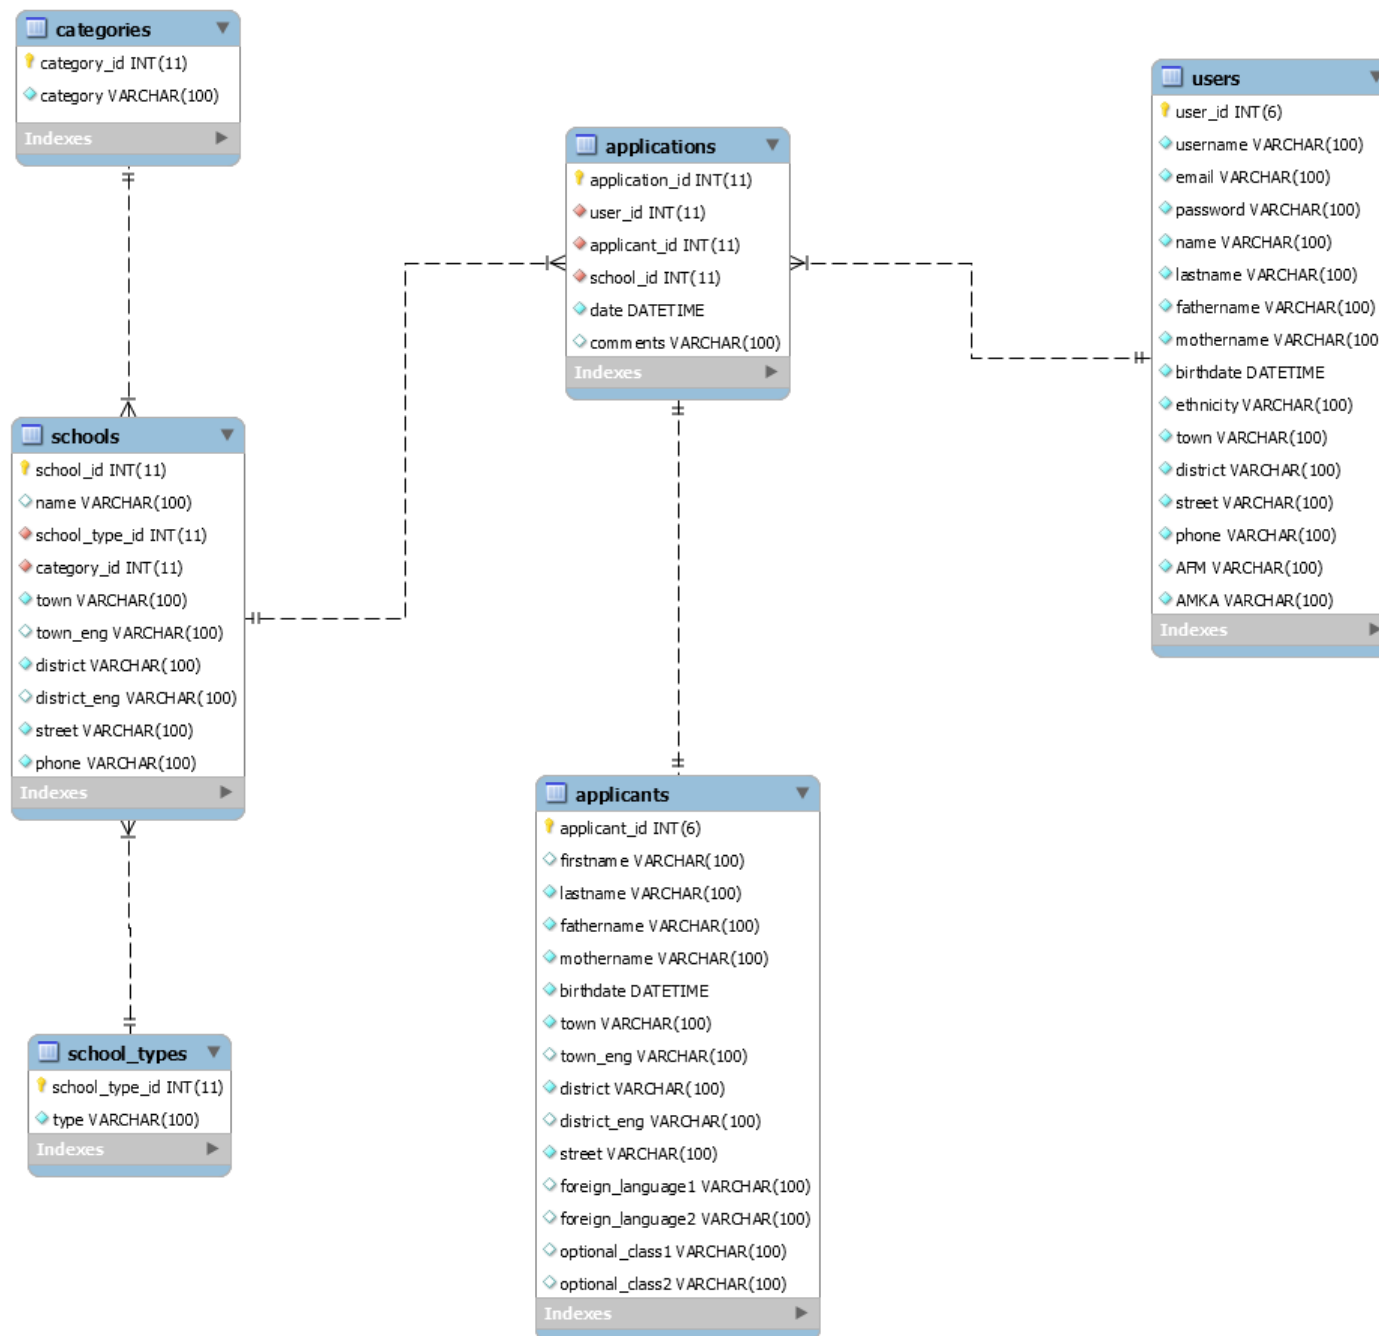 categories
category_id INT(11)
category VARCHAR(100)
Indexes
users
user_id INT(6)
username VARCHAR(100)
email VARCHAR(100)
password VARCHAR(100)
name VARCHAR(100)
lastname VARCHAR(100)
fathername VARCHAR(100)
mothername VARCHAR(100
birthdate DATETIME
ethnicity VARCHAR(100)
town VARCHAR(100)
district VARCHAR(100)
street VARCHAR(100)
phone VARCHAR(100)
AFM VARCHAR(100)
AMKA VARCHAR(100)
Indexes
applications
application_id INT(11)
user_id INT(11)
applicant_id INT(11)
school_id INT(11)
date DATETIME
comments VARCHAR(100)
Indexes
schools
school_id INT(11)
name VARCHAR(100)
school_type_id INT(11)
category_id INT(11)
town VARCHAR(100)
town_eng VARCHAR(100)
district VARCHAR(100)
district_eng VARCHAR(100)
street VARCHAR(100)
phone VARCHAR(100)
Indexes
applicants
applicant_id INT(6)
firstname VARCHAR(100)
lastname VARCHAR(100)
fathername VARCHAR(100)
mothername VARCHAR(100)
birthdate DATETIME
town VARCHAR(100)
town_eng VARCHAR(100)
district VARCHAR(100)
district_eng VARCHAR(100)
street VARCHAR(100)
foreign_language1 VARCHAR(100)
foreign_language2 VARCHAR(100)
optional_class1 VARCHAR(100)
optional_class2 VARCHAR(100)
Indexes
school_types
school_type_id INT(11)
type VARCHAR(100)
Indexes